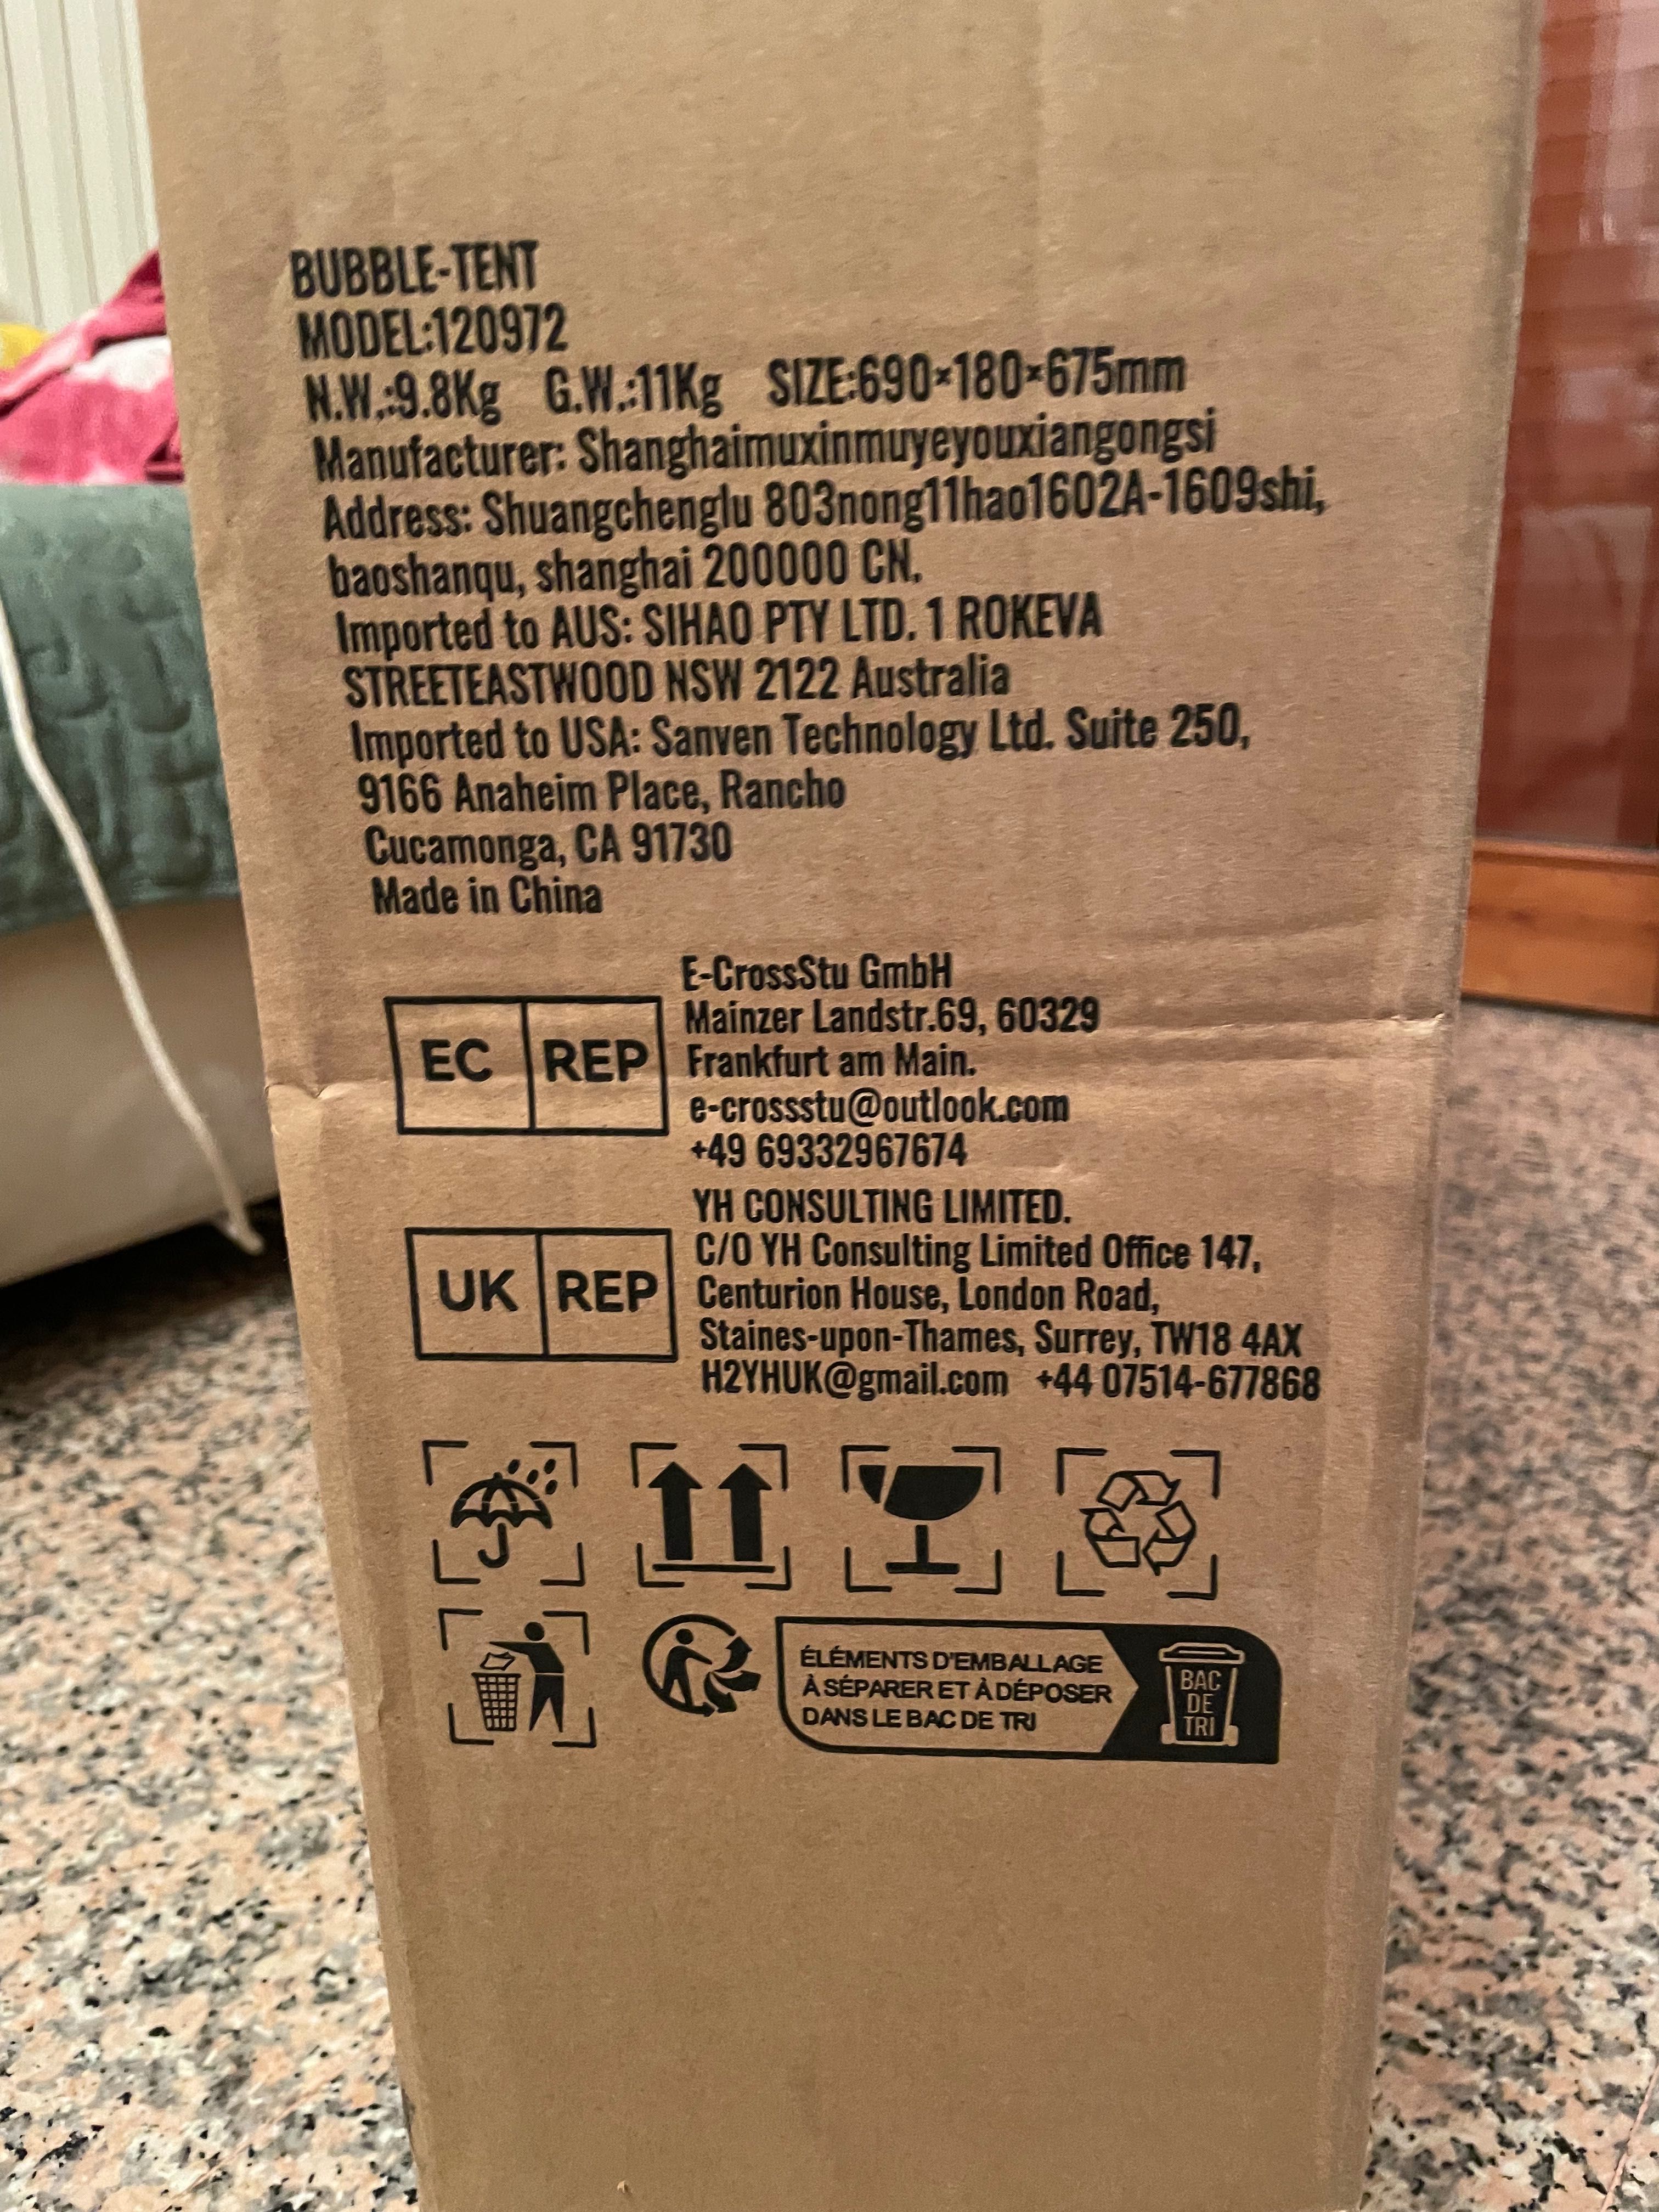 BUBBLE-TENT
MODEL:120972
N.W.:9.8Kg G.W.:11Kg SIZE:690×180×675mm
Manufacturer: Shanghaimuxinmuyeyouxiangongsi
Address: Shuangchenglu 803nong11hao1602A-1609shi,
baoshanqu, shanghai 200000 CN.
Imported to AUS: SIHAO PTY LTD. 1 ROKEVA
STREETEASTWOOD NSW 2122 Australia
Imported to USA: Sanven Technology Ltd. Suite 250,
9166 Anaheim Place, Rancho
Cucamonga, CA 91730
Made in China
EC REP
E-CrossStu GmbH
Mainzer Landstr.69, 60329
Frankfurt am Main.
e-crossstu@outlook.com
+49 69332967674
UK REP
YH CONSULTING LIMITED.
C/O YH Consulting Limited Office 147,
Centurion House, London Road,
Staines-upon-Thames, Surrey, TW18 4AX
H2YHUK@gmail.com +44 07514-677868
ÉLÉMENTS D'EMBALLAGE
À SÉPARER ET À DÉPOSER
DANS LE BAC DE TRI
BAC
DE
TRI